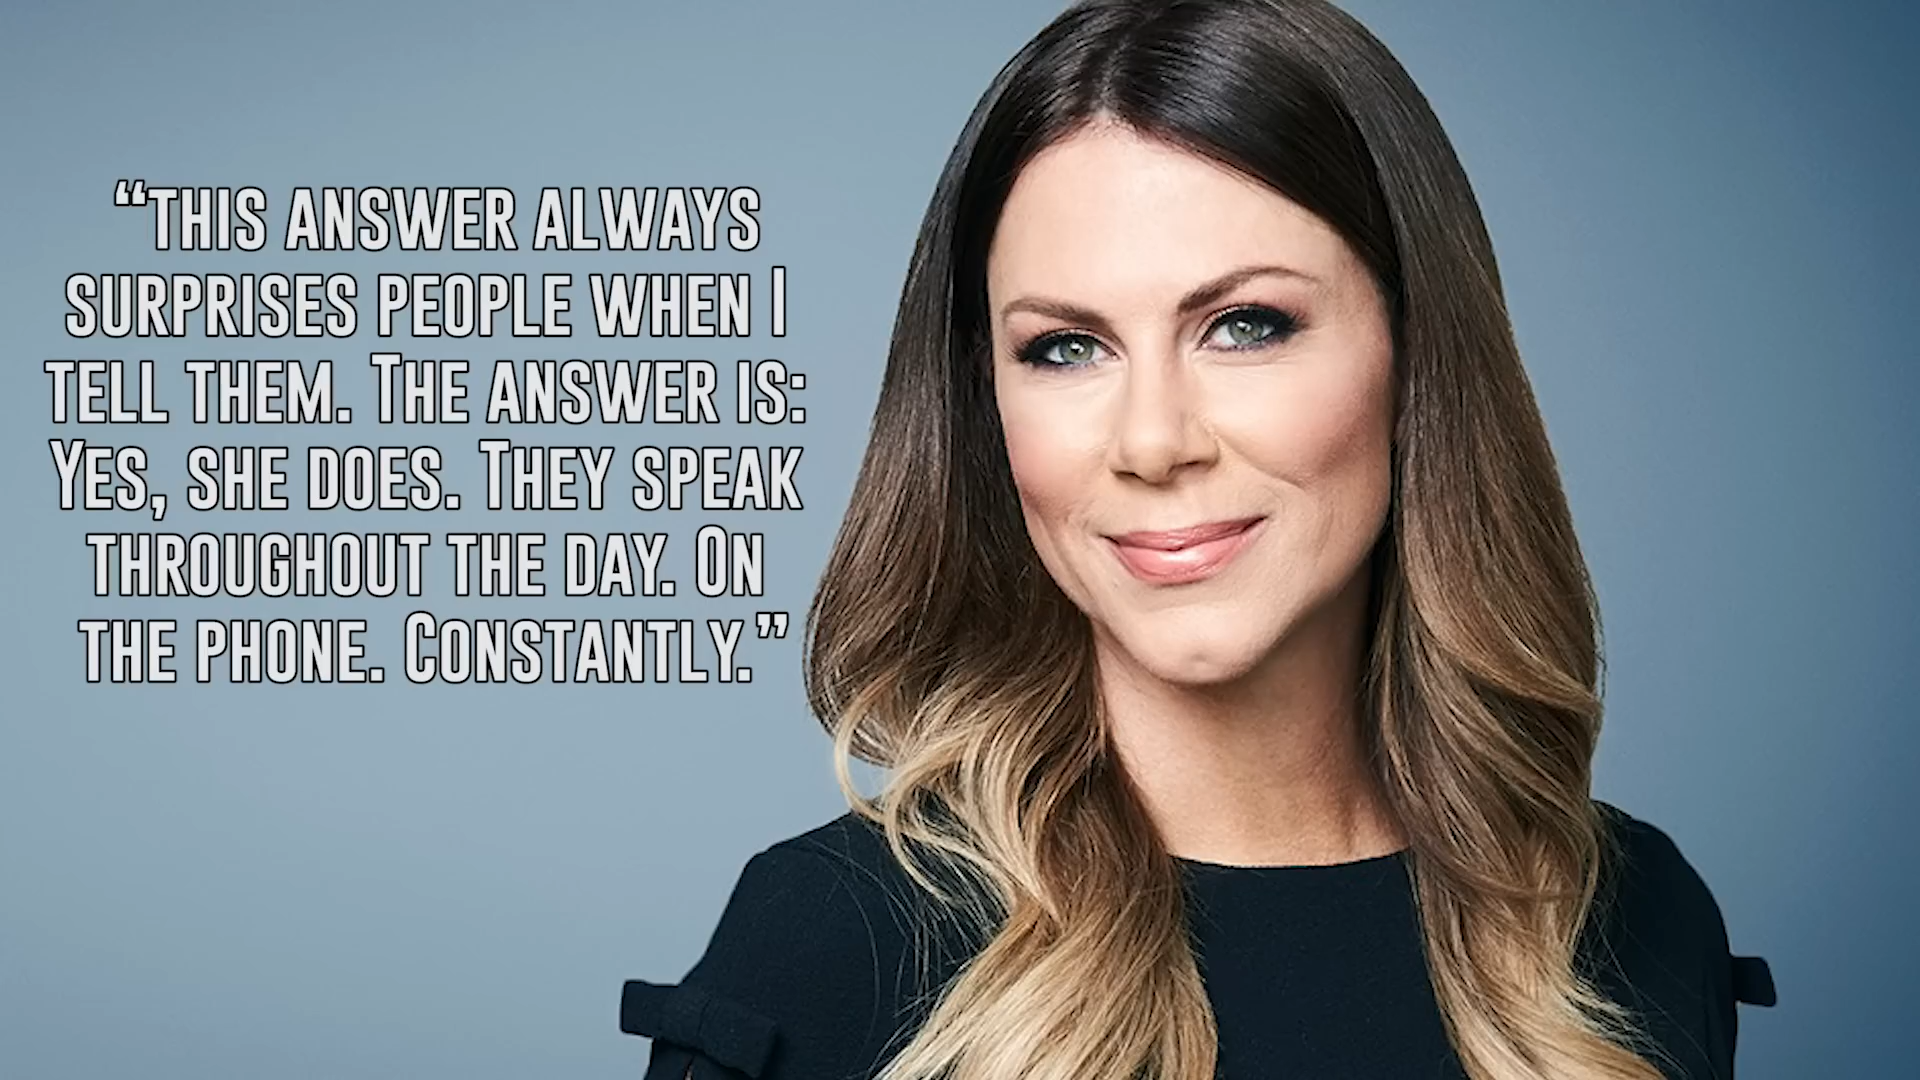 “this answer always
surprises people when I
tell them. The answer is:
Yes, she does. They speak
throughout the day. On
the phone. Constantly.”